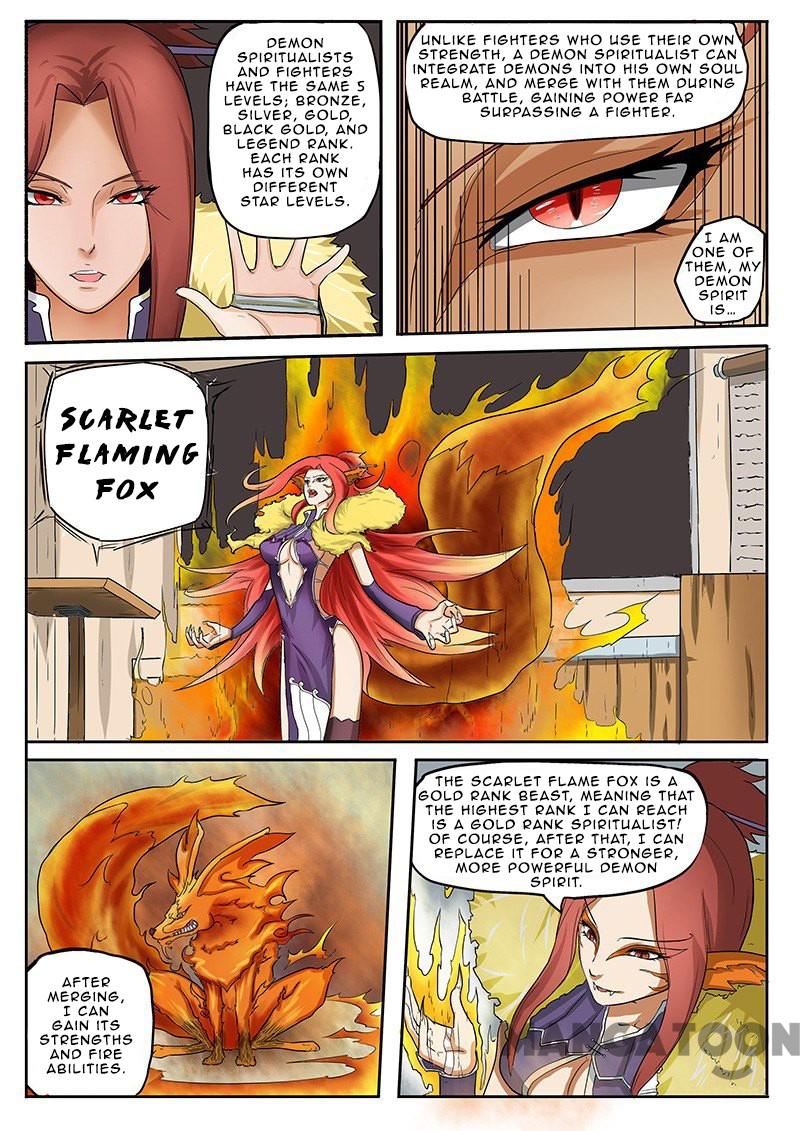 DEMON
SPIRITUALISTS
AND FIGHTERS
HAVE THE SAME 5
LEVELS; BRONZE,
SILVER, GOLD,
BLACK GOLD, AND
LEGEND RANK.
EACH RANK
HAS ITS OWN
DIFFERENT
STAR LEVELS.
UNLIKE FIGHTERS WHO USE THEIR OWN
STRENGTH, A DEMON SPIRITUALIST CAN
INTEGRATE DEMONS INTO HIS OWN SOUL
REALM, AND MERGE WITH THEM DURING
BATTLE, GAINING POWER FAR
SURPASSING A FIGHTER.
I AM
ONE OF
THEM, MY
DEMON
SPIRIT
IS...
SCARLET
FLAMING
FOX
AFTER
MERGING,
I CAN
GAIN ITS
STRENGTHS
AND FIRE
ABILITIES.
THE SCARLET FLAME FOX IS A
GOLD RANK BEAST, MEANING THAT
THE HIGHEST RANK I CAN REACH
IS A GOLD RANK SPIRITUALIST!
OF COURSE, AFTER THAT, I CAN
REPLACE IT FOR A STRONGER,
MORE POWERFUL DEMON
SPIRIT.
MANGATOON